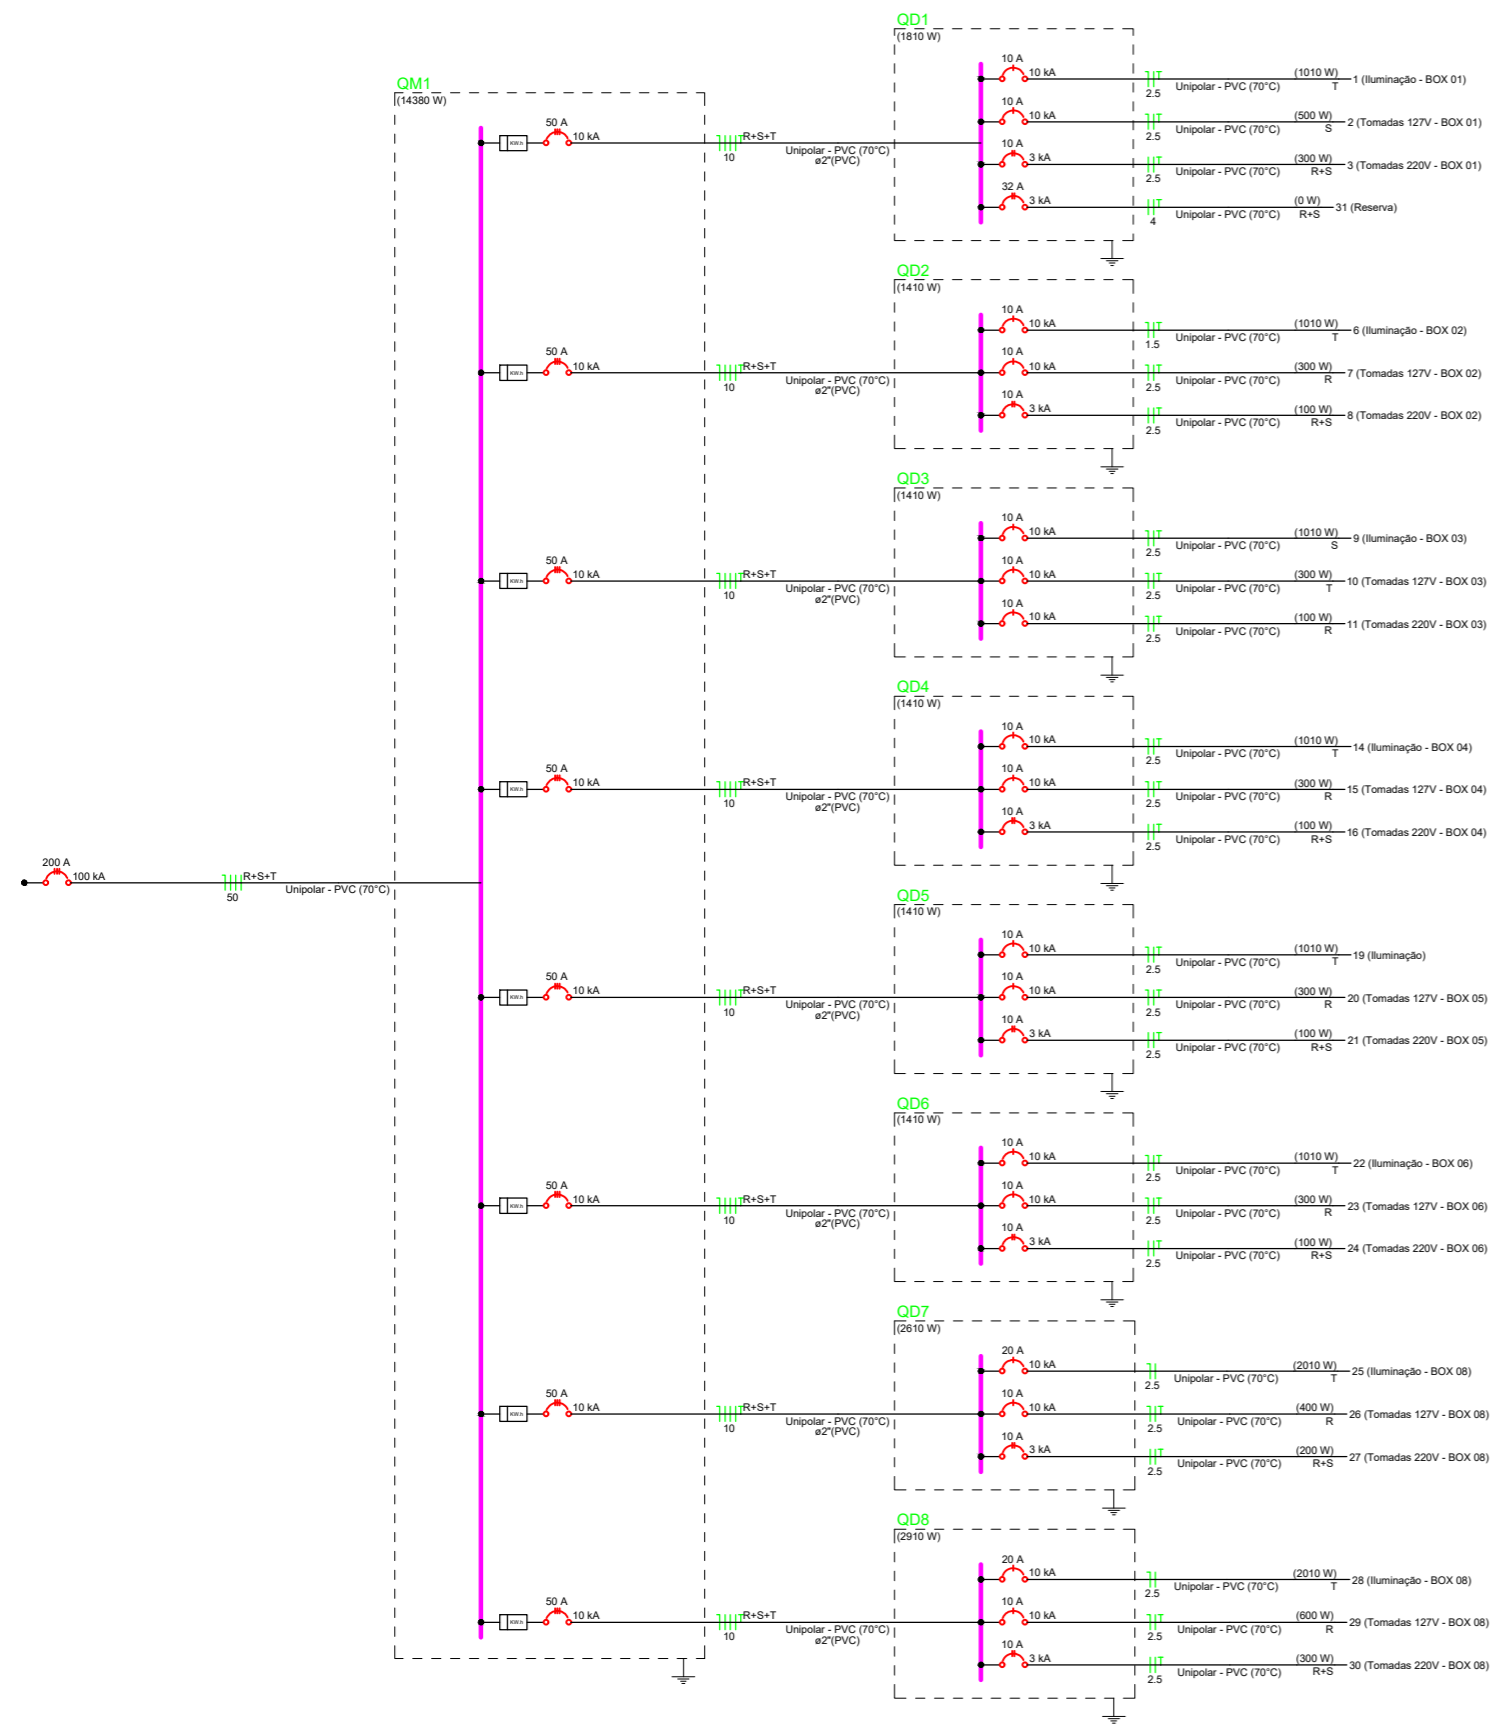 QM1
(14380 W)
200 A
100 kA
R+S+T
50
Unipolar - PVC (70°C)
KW.h
50 A
10 kA
R+S+T
10
Unipolar - PVC (70°C)
ø2"(PVC)
QD1
(1810 W)
10 A
10 kA
2.5
Unipolar - PVC (70°C)
(1010 W)
T
1 (Iluminação - BOX 01)
10 A
10 kA
2.5
Unipolar - PVC (70°C)
(500 W)
S
2 (Tomadas 127V - BOX 01)
10 A
3 kA
2.5
Unipolar - PVC (70°C)
(300 W)
R+S
3 (Tomadas 220V - BOX 01)
32 A
3 kA
4
Unipolar - PVC (70°C)
(0 W)
R+S
31 (Reserva)
KW.h
50 A
10 kA
R+S+T
10
Unipolar - PVC (70°C)
ø2"(PVC)
QD2
(1410 W)
10 A
10 kA
1.5
Unipolar - PVC (70°C)
(1010 W)
T
6 (Iluminação - BOX 02)
10 A
10 kA
2.5
Unipolar - PVC (70°C)
(300 W)
R
7 (Tomadas 127V - BOX 02)
10 A
3 kA
2.5
Unipolar - PVC (70°C)
(100 W)
R+S
8 (Tomadas 220V - BOX 02)
KW.h
50 A
10 kA
R+S+T
10
Unipolar - PVC (70°C)
ø2"(PVC)
QD3
(1410 W)
10 A
10 kA
2.5
Unipolar - PVC (70°C)
(1010 W)
S
9 (Iluminação - BOX 03)
10 A
10 kA
2.5
Unipolar - PVC (70°C)
(300 W)
T
10 (Tomadas 127V - BOX 03)
10 A
10 kA
2.5
Unipolar - PVC (70°C)
(100 W)
R
11 (Tomadas 220V - BOX 03)
KW.h
50 A
10 kA
R+S+T
10
Unipolar - PVC (70°C)
ø2"(PVC)
QD4
(1410 W)
10 A
10 kA
2.5
Unipolar - PVC (70°C)
(1010 W)
T
14 (Iluminação - BOX 04)
10 A
10 kA
2.5
Unipolar - PVC (70°C)
(300 W)
R
15 (Tomadas 127V - BOX 04)
10 A
3 kA
2.5
Unipolar - PVC (70°C)
(100 W)
R+S
16 (Tomadas 220V - BOX 04)
KW.h
50 A
10 kA
R+S+T
10
Unipolar - PVC (70°C)
ø2"(PVC)
QD5
(1410 W)
10 A
10 kA
2.5
Unipolar - PVC (70°C)
(1010 W)
T
19 (Iluminação)
10 A
10 kA
2.5
Unipolar - PVC (70°C)
(300 W)
R
20 (Tomadas 127V - BOX 05)
10 A
3 kA
2.5
Unipolar - PVC (70°C)
(100 W)
R+S
21 (Tomadas 220V - BOX 05)
KW.h
50 A
10 kA
R+S+T
10
Unipolar - PVC (70°C)
ø2"(PVC)
QD6
(1410 W)
10 A
10 kA
2.5
Unipolar - PVC (70°C)
(1010 W)
T
22 (Iluminação - BOX 06)
10 A
10 kA
2.5
Unipolar - PVC (70°C)
(300 W)
R
23 (Tomadas 127V - BOX 06)
10 A
3 kA
2.5
Unipolar - PVC (70°C)
(100 W)
R+S
24 (Tomadas 220V - BOX 06)
KW.h
50 A
10 kA
R+S+T
10
Unipolar - PVC (70°C)
ø2"(PVC)
QD7
(2610 W)
20 A
10 kA
2.5
Unipolar - PVC (70°C)
(2010 W)
T
25 (Iluminação - BOX 08)
10 A
10 kA
2.5
Unipolar - PVC (70°C)
(400 W)
R
26 (Tomadas 127V - BOX 08)
10 A
3 kA
2.5
Unipolar - PVC (70°C)
(200 W)
R+S
27 (Tomadas 220V - BOX 08)
KW.h
50 A
10 kA
R+S+T
10
Unipolar - PVC (70°C)
ø2"(PVC)
QD8
(2910 W)
20 A
10 kA
2.5
Unipolar - PVC (70°C)
(2010 W)
T
28 (Iluminação - BOX 08)
10 A
10 kA
2.5
Unipolar - PVC (70°C)
(600 W)
R
29 (Tomadas 127V - BOX 08)
10 A
3 kA
2.5
Unipolar - PVC (70°C)
(300 W)
R+S
30 (Tomadas 220V - BOX 08)